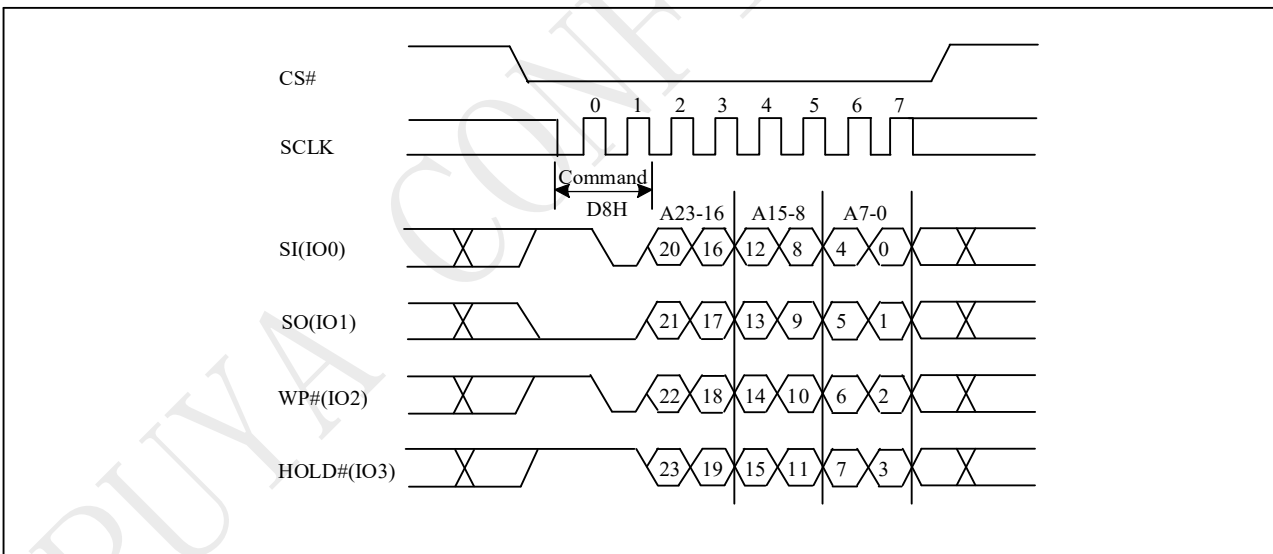 CS#
0 1 2 3 4 5 6 7
SCLK
Command
D8H
A23-16 A15-8 A7-0
SI(IO0) 20 16 12 8 4 0
SO(IO1) 21 17 13 9 5 1
WP#(IO2) 22 18 14 10 6 2
HOLD#(IO3) 23 19 15 11 7 3
PUYA CONF